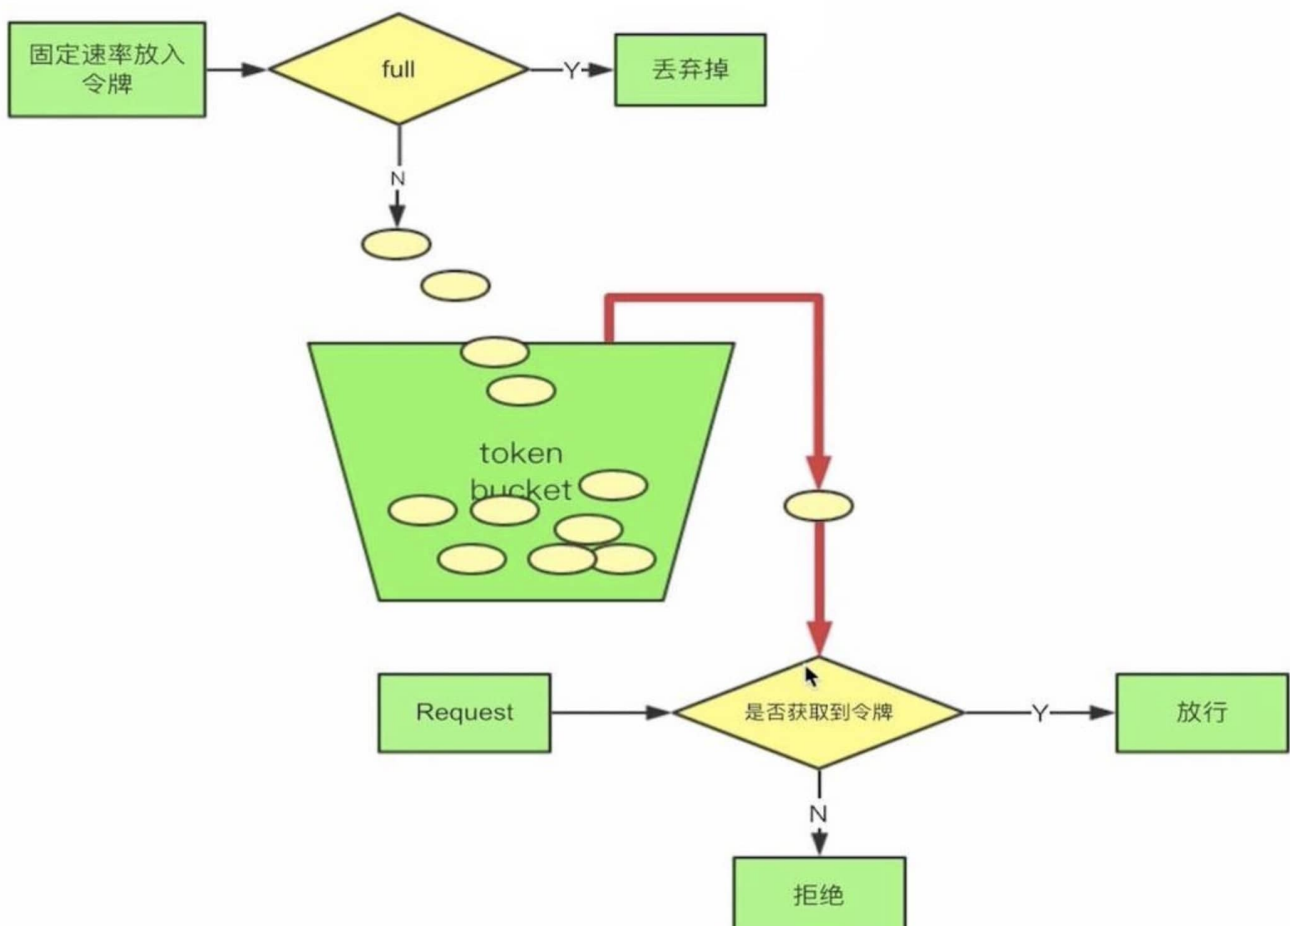 固定速率放入
令牌
full
Y
丢弃掉
N
token
bucket
Request
是否获取到令牌
Y
放行
N
拒绝